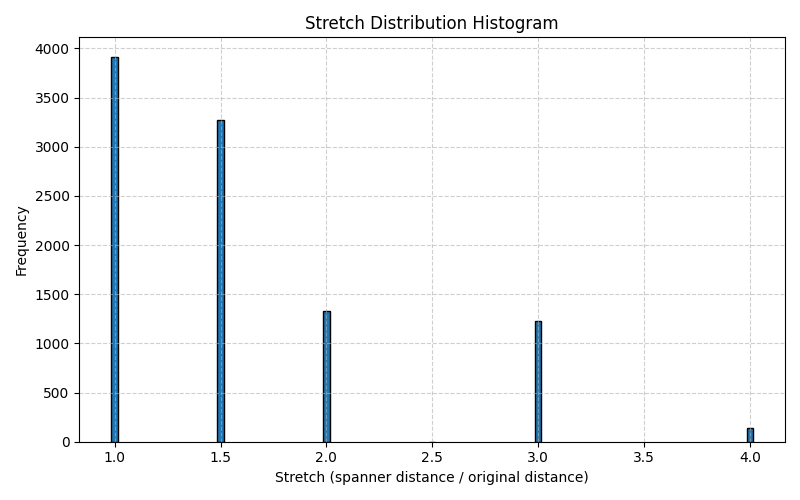 Stretch Distribution Histogram
4000
3500
3000
2500
2000
1500
1000
500
0
Frequency
1.0 1.5 2.0 2.5 3.0 3.5 4.0
Stretch (spanner distance / original distance)